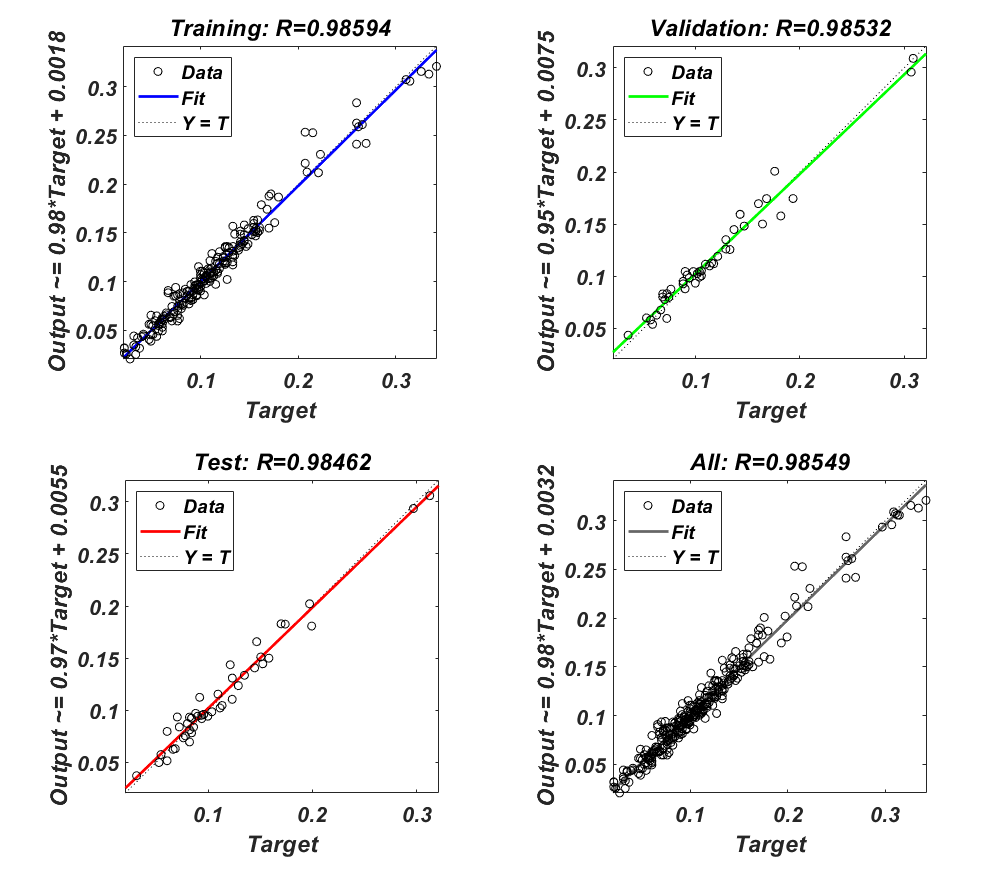 Training: R=0.98594
Output ~= 0.98*Target + 0.0018
Data
Fit
Y = T
0.3
0.25
0.2
0.15
0.1
0.05
0.1 0.2 0.3
Target
Validation: R=0.98532
Output ~= 0.95*Target + 0.0075
Data
Fit
Y = T
0.3
0.25
0.2
0.15
0.1
0.05
0.1 0.2 0.3
Target
Test: R=0.98462
Output ~= 0.97*Target + 0.0055
Data
Fit
Y = T
0.3
0.25
0.2
0.15
0.1
0.05
0.1 0.2 0.3
Target
All: R=0.98549
Output ~= 0.98*Target + 0.0032
Data
Fit
Y = T
0.3
0.25
0.2
0.15
0.1
0.05
0.1 0.2 0.3
Target